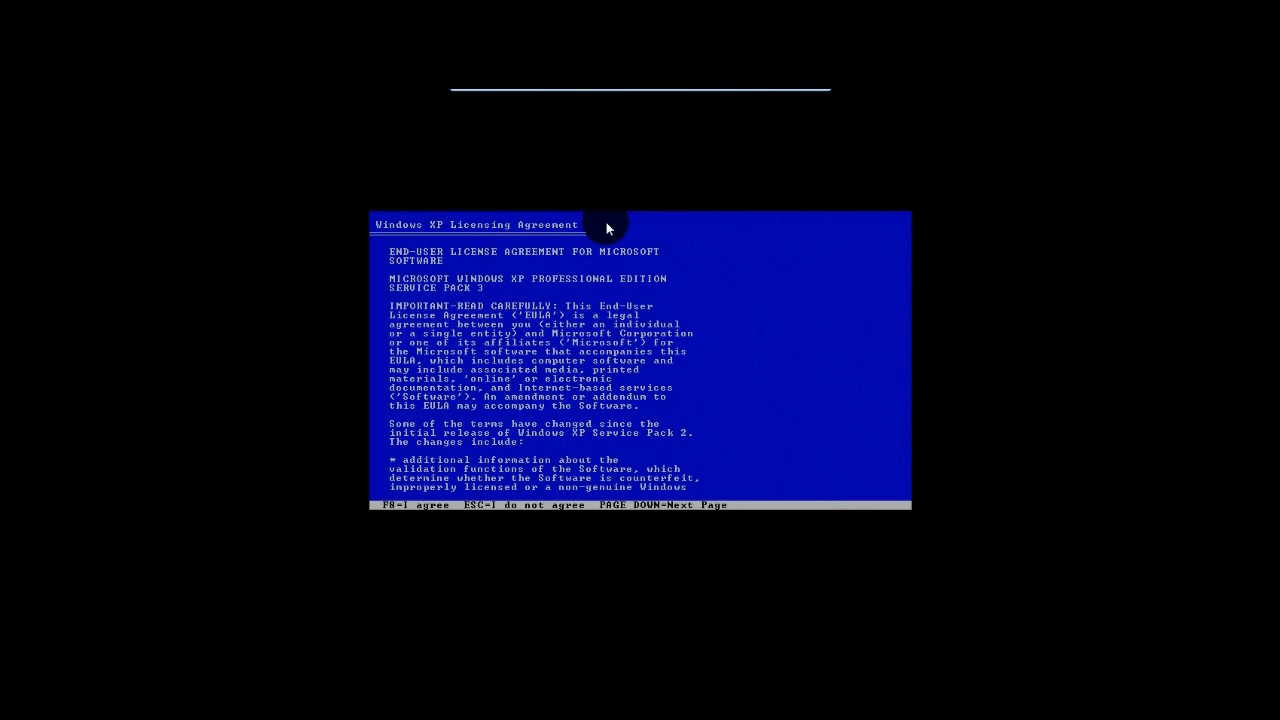 Windows XP Licensing Agreement
END-USER LICENSE AGREEMENT FOR MICROSOFT
SOFTWARE
MICROSOFT WINDOWS XP PROFESSIONAL EDITION
SERVICE PACK 3
IMPORTANT-READ CAREFULLY: This End-User
License Agreement ('EULA') is a legal
agreement between you (either an individual
or a single entity) and Microsoft Corporation
or one of its affiliates ('Microsoft') for
the Microsoft software that accompanies this
EULA, which includes computer software and
may include associated media, printed
materials, 'online' or electronic
documentation, and Internet-based services
('Software'). An amendment or addendum to
this EULA may accompany the Software.
Some of the terms have changed since the
initial release of Windows XP Service Pack 2.
The changes include:
* additional information about the
validation functions of the Software, which
determine whether the Software is counterfeit,
improperly licensed or a non-genuine Windows
F8=I agree ESC=I do not agree PAGE DOWN=Next Page